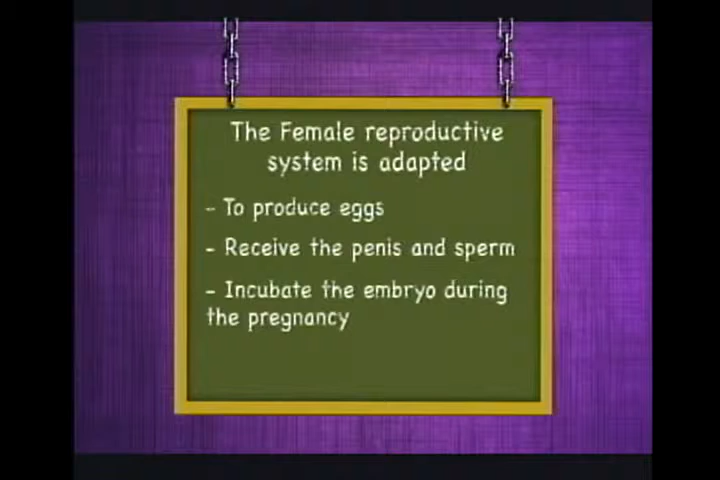 The Female reproductive
system is adapted
- To produce eggs
- Receive the penis and sperm
- Incubate the embryo during
the pregnancy